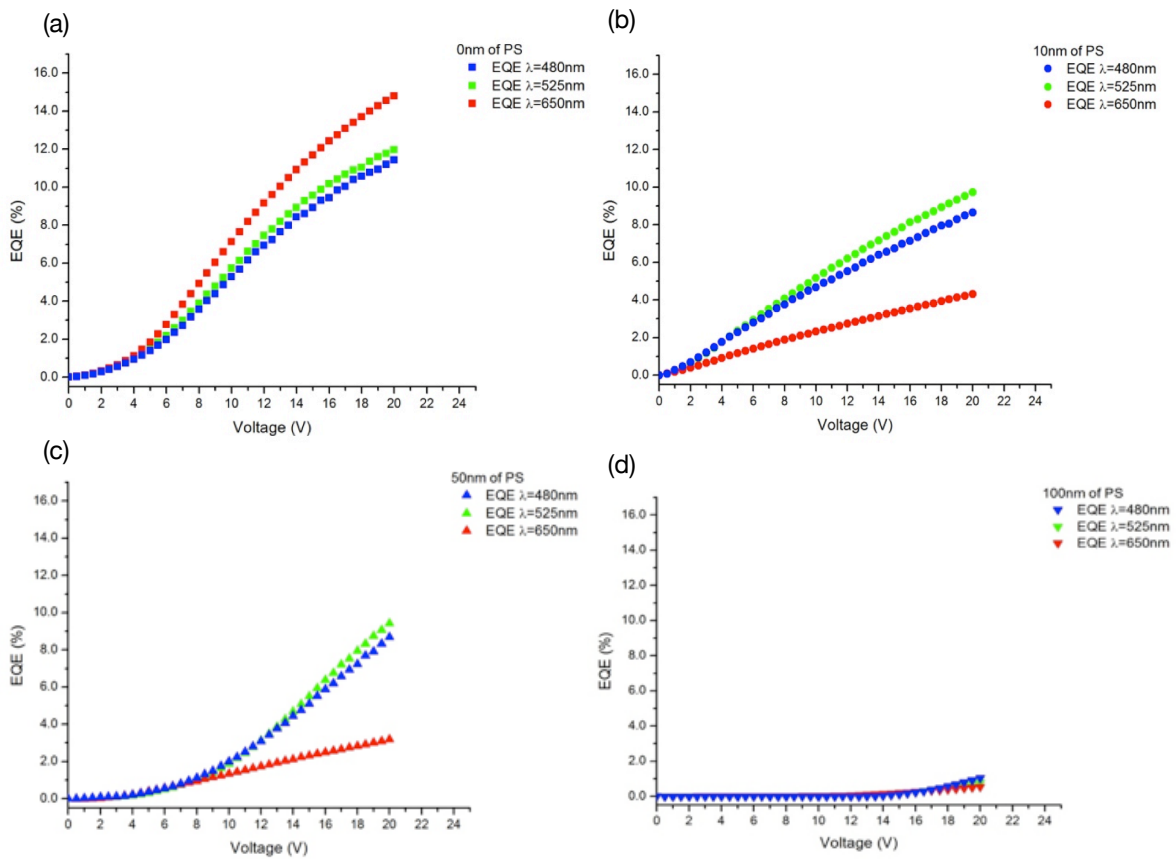 (a)
0nm of PS
EQE λ=480nm
EQE λ=525nm
EQE λ=650nm
16.0
14.0
12.0
10.0
8.0
6.0
4.0
2.0
0.0
EQE (%)
0 2 4 6 8 10 12 14 16 18 20 22 24
Voltage (V)
(b)
10nm of PS
EQE λ=480nm
EQE λ=525nm
EQE λ=650nm
16.0
14.0
12.0
10.0
8.0
6.0
4.0
2.0
0.0
EQE (%)
0 2 4 6 8 10 12 14 16 18 20 22 24
Voltage (V)
(c)
50nm of PS
EQE λ=480nm
EQE λ=525nm
EQE λ=650nm
16.0
14.0
12.0
10.0
8.0
6.0
4.0
2.0
0.0
EQE (%)
0 2 4 6 8 10 12 14 16 18 20 22 24
Voltage (V)
(d)
100nm of PS
EQE λ=480nm
EQE λ=525nm
EQE λ=650nm
16.0
14.0
12.0
10.0
8.0
6.0
4.0
2.0
0.0
EQE (%)
0 2 4 6 8 10 12 14 16 18 20 22 24
Voltage (V)